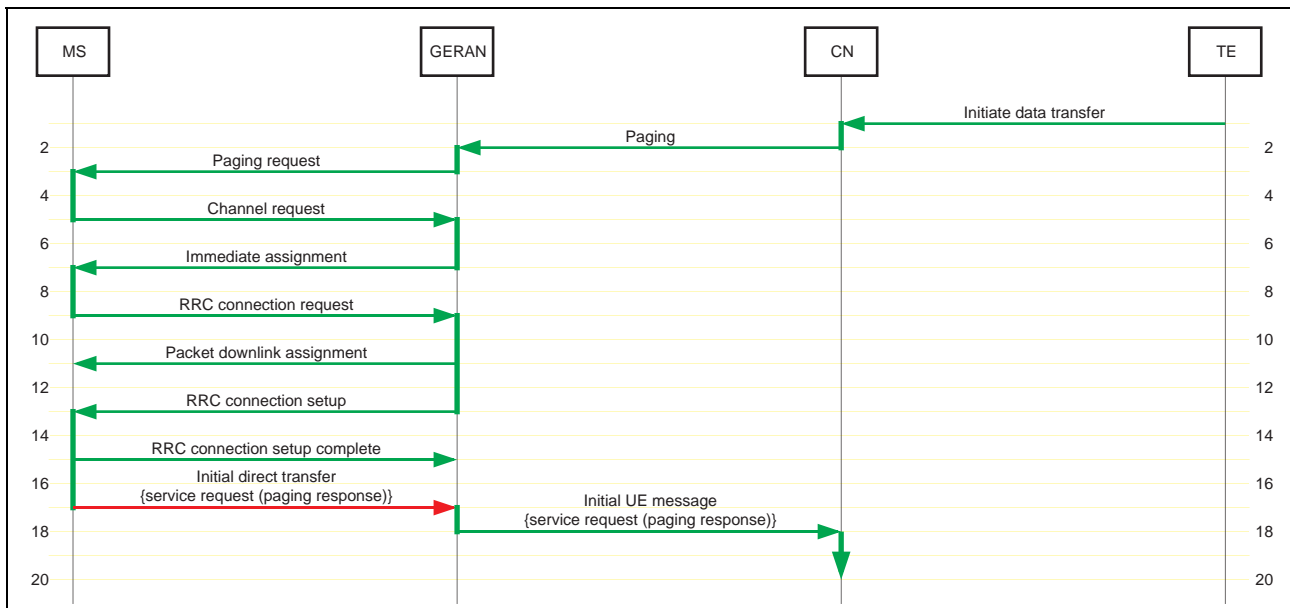 MS
GERAN
CN
TE
Initiate data transfer
Paging
2
2
Paging request
4
4
Channel request
6
6
Immediate assignment
8
8
RRC connection request
10
10
Packet downlink assignment
12
12
RRC connection setup
14
14
RRC connection setup complete
16
16
Initial direct transfer
{service request (paging response)}
Initial UE message
{service request (paging response)}
18
18
20
20